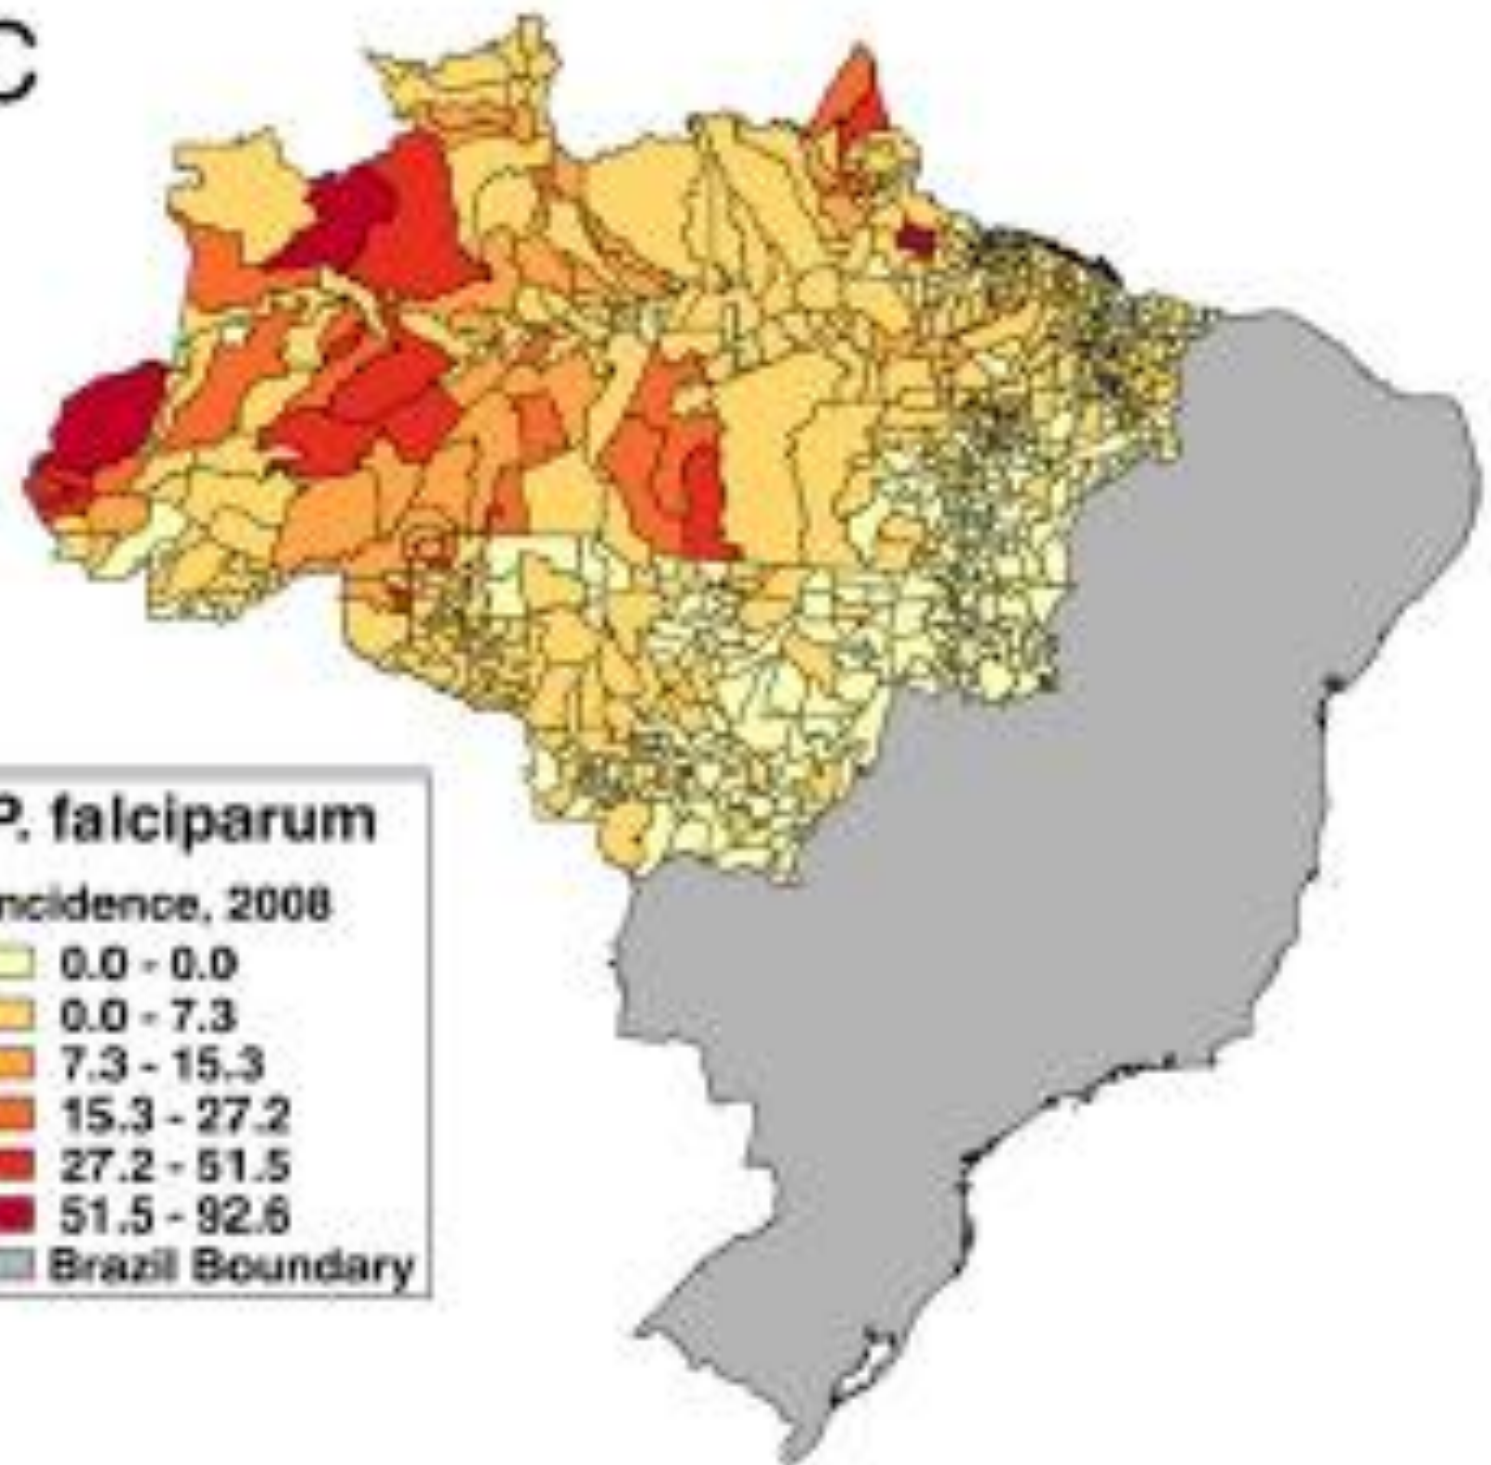 C
P. falciparum
ncidence, 2008
0.0 - 0.0
0.0 - 7.3
7.3 - 15.3
15.3 - 27.2
27.2 - 51.5
51.5 - 92.6
Brazil Boundary